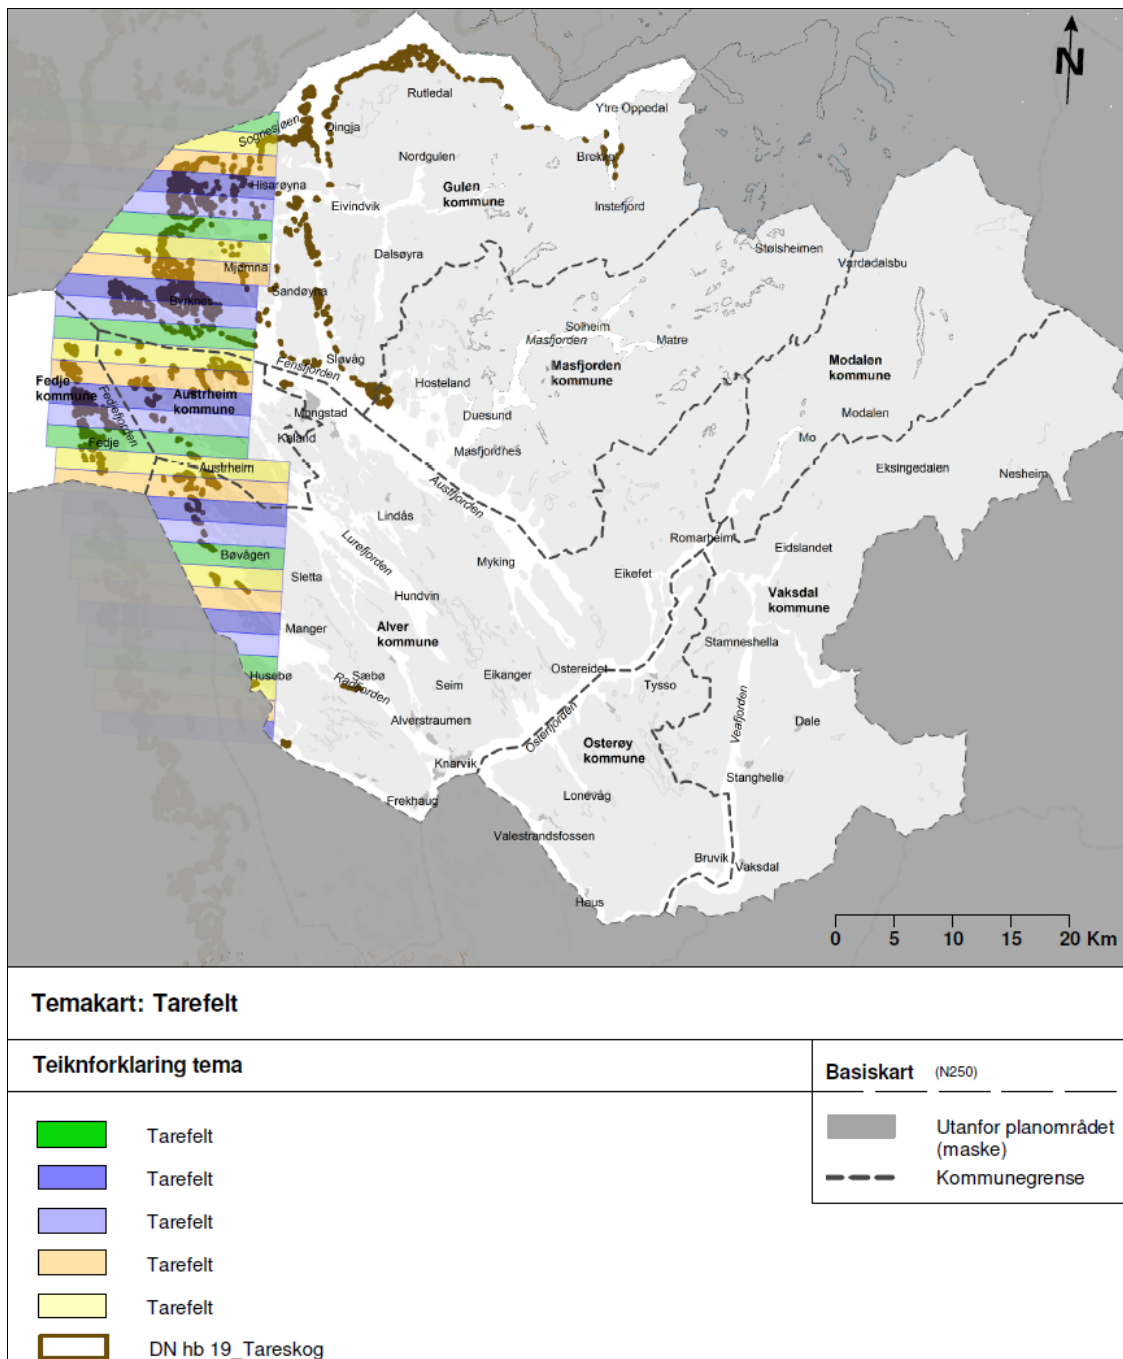 N
Rutledal
Ytre Oppedal
Sognesjøen
Dingja
Nordgulen
Brekke
Hisarøyna
Gulen
kommune
Eivindvik
Instefjord
Dalsøyra
Stølsheimen
Vardadalsbu
Mjømna
Sandøyna
Byrknes
Solheim
Masfjorden
Matre
Sløvåg
Fensfjorden
Masfjorden
kommune
Modalen
kommune
Hosteland
Fedje
kommune
Austrheim
kommune
Fedjefjorden
Mongstad
Duesund
Modalen
Kaland
Mo
Fedje
Masfjordnes
Austrheim
Eksingedalen
Nesheim
Austfjorden
Lindås
Lurefjorden
Romarheim
Eidslandet
Bøvågen
Myking
Eikefet
Sletta
Hundvin
Vaksdal
kommune
Manger
Alver
kommune
Stamneshella
Ostereidet
Husebø
Sæbø
Eikanger
Radfjorden
Seim
Tysso
Alverstraumen
Osterfjorden
Veafjorden
Dale
Osterøy
kommune
Knarvik
Stanghelle
Lonevåg
Frekhaug
Valestrandsfossen
Bruvik
Vaksdal
Haus
0 5 10 15 20 Km
Temakart: Tarefelt
Teiknforklaring tema
Basiskart (N250)
Tarefelt
Tarefelt
Tarefelt
Tarefelt
Tarefelt
DN hb 19_Tareskog
Utanfor planområdet
(maske)
Kommunegrense